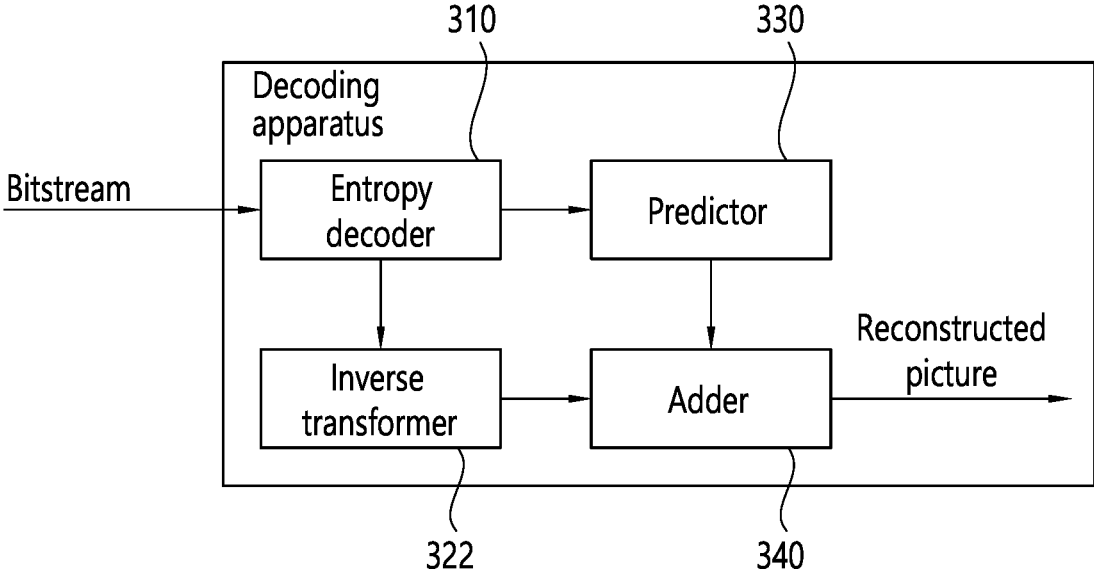 310
330
Decoding
apparatus
Bitstream
Entropy
decoder
Predictor
Inverse
transformer
Adder
Reconstructed
picture
322
340